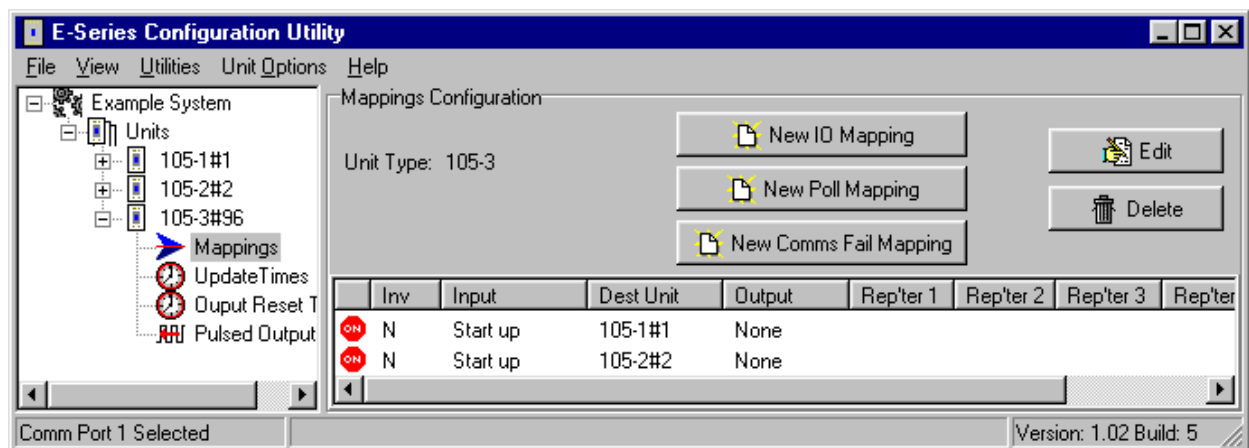 E-Series Configuration Utility
File View Utilities Unit Options Help
Example System
Units
105-1#1
105-2#2
105-3#96
Mappings
UpdateTimes
Ouput Reset T
Pulsed Output
Mappings Configuration
Unit Type: 105-3
New IO Mapping
New Poll Mapping
New Comms Fail Mapping
Edit
Delete
Inv Input Dest Unit Output Rep'ter 1 Rep'ter 2 Rep'ter 3 Rep'ter
ON N Start up 105-1#1 None
ON N Start up 105-2#2 None
Comm Port 1 Selected
Version: 1.02 Build: 5